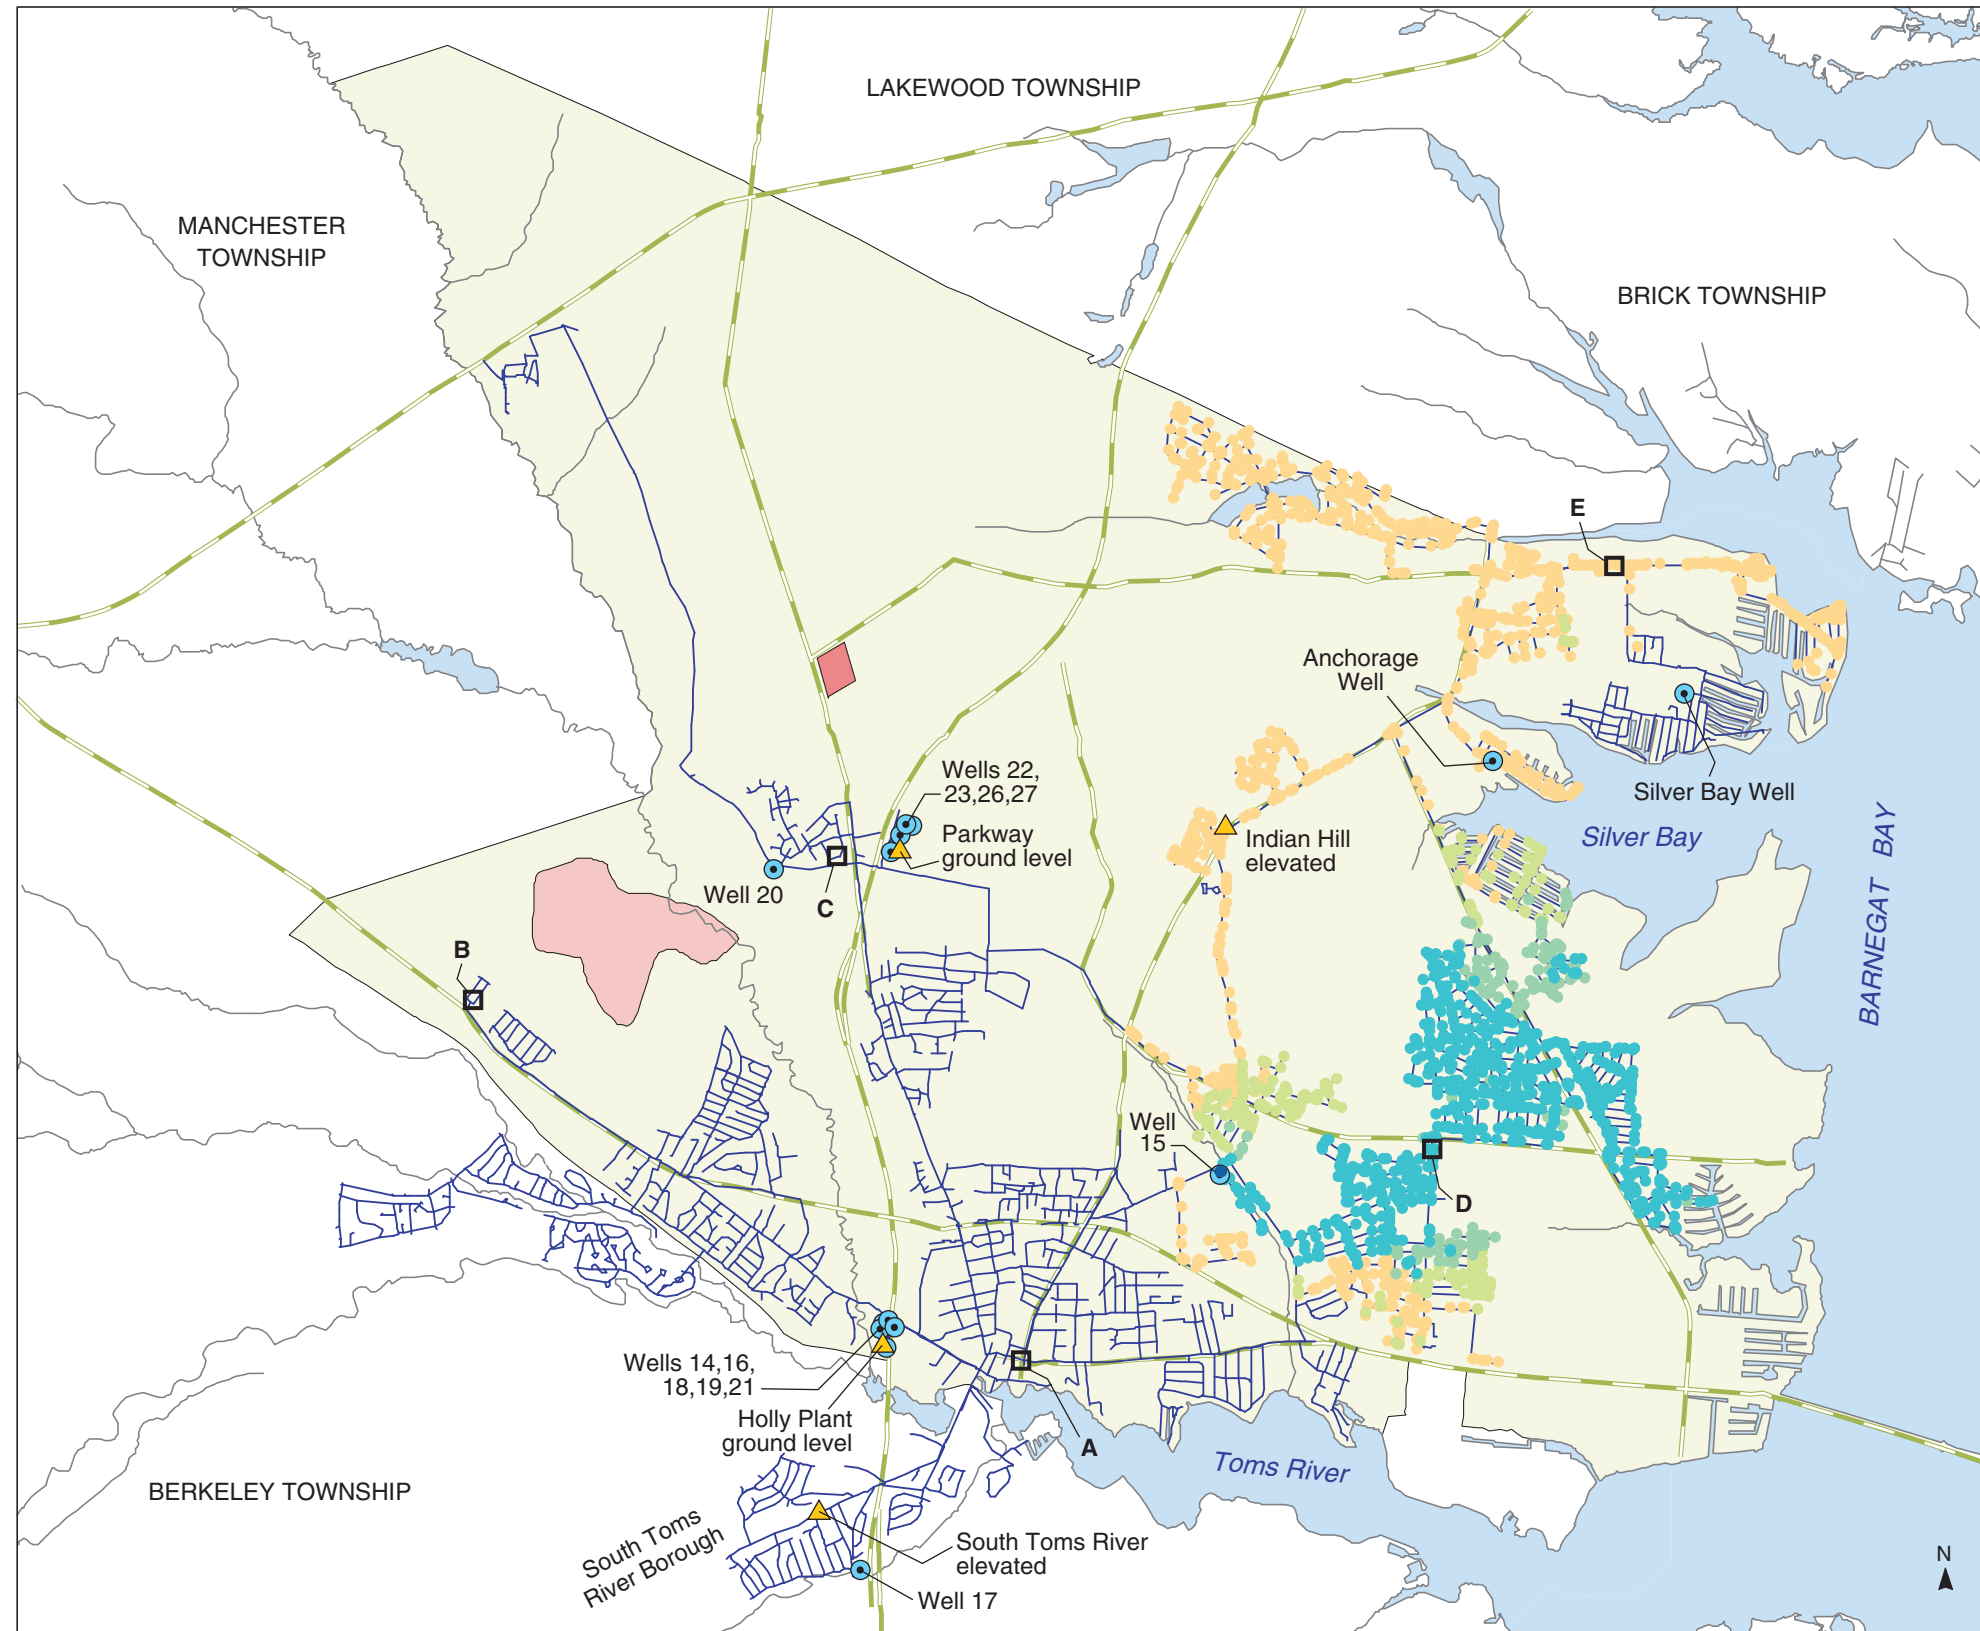 LAKEWOOD TOWNSHIP
MANCHESTER
TOWNSHIP
BRICK TOWNSHIP
E
Anchorage
Well
Wells 22,
23,26,27
Silver Bay Well
Parkway
ground level
Indian Hill
elevated
Silver Bay
BARNEGAT BAY
Well 20
C
B
Well
15
D
Wells 14,16,
18,19,21
Holly Plant
ground level
A
Toms River
BERKELEY TOWNSHIP
South Toms
River Borough
South Toms River
elevated
Well 17
N